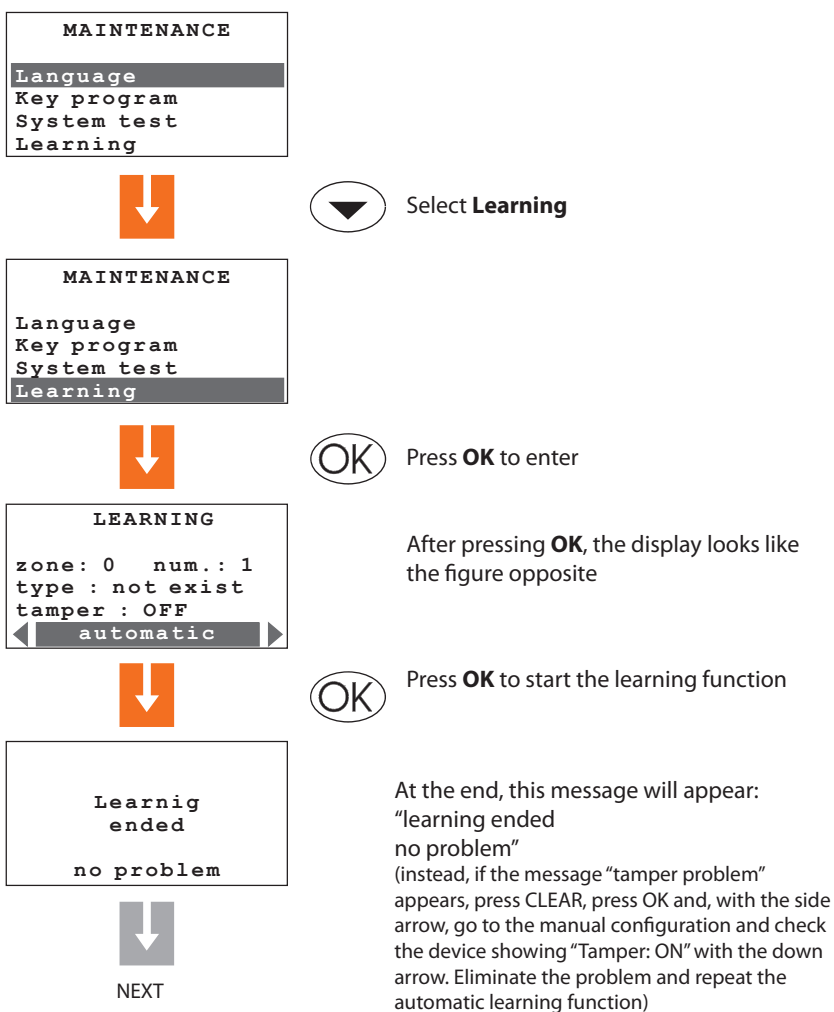 MAINTENANCE
Language
Key program
System test
Learning
Select Learning
MAINTENANCE
Language
Key program
System test
Learning
OK
Press OK to enter
LEARNING
zone: 0 num.: 1
type : not exist
tamper : OFF
automatic
After pressing OK, the display looks like
the figure opposite
OK
Press OK to start the learning function
Learnig
ended
no problem
At the end, this message will appear:
“learning ended
no problem”
(instead, if the message “tamper problem”
appears, press CLEAR, press OK and, with the side
arrow, go to the manual configuration and check
the device showing “Tamper: ON” with the down
arrow. Eliminate the problem and repeat the
automatic learning function)
NEXT